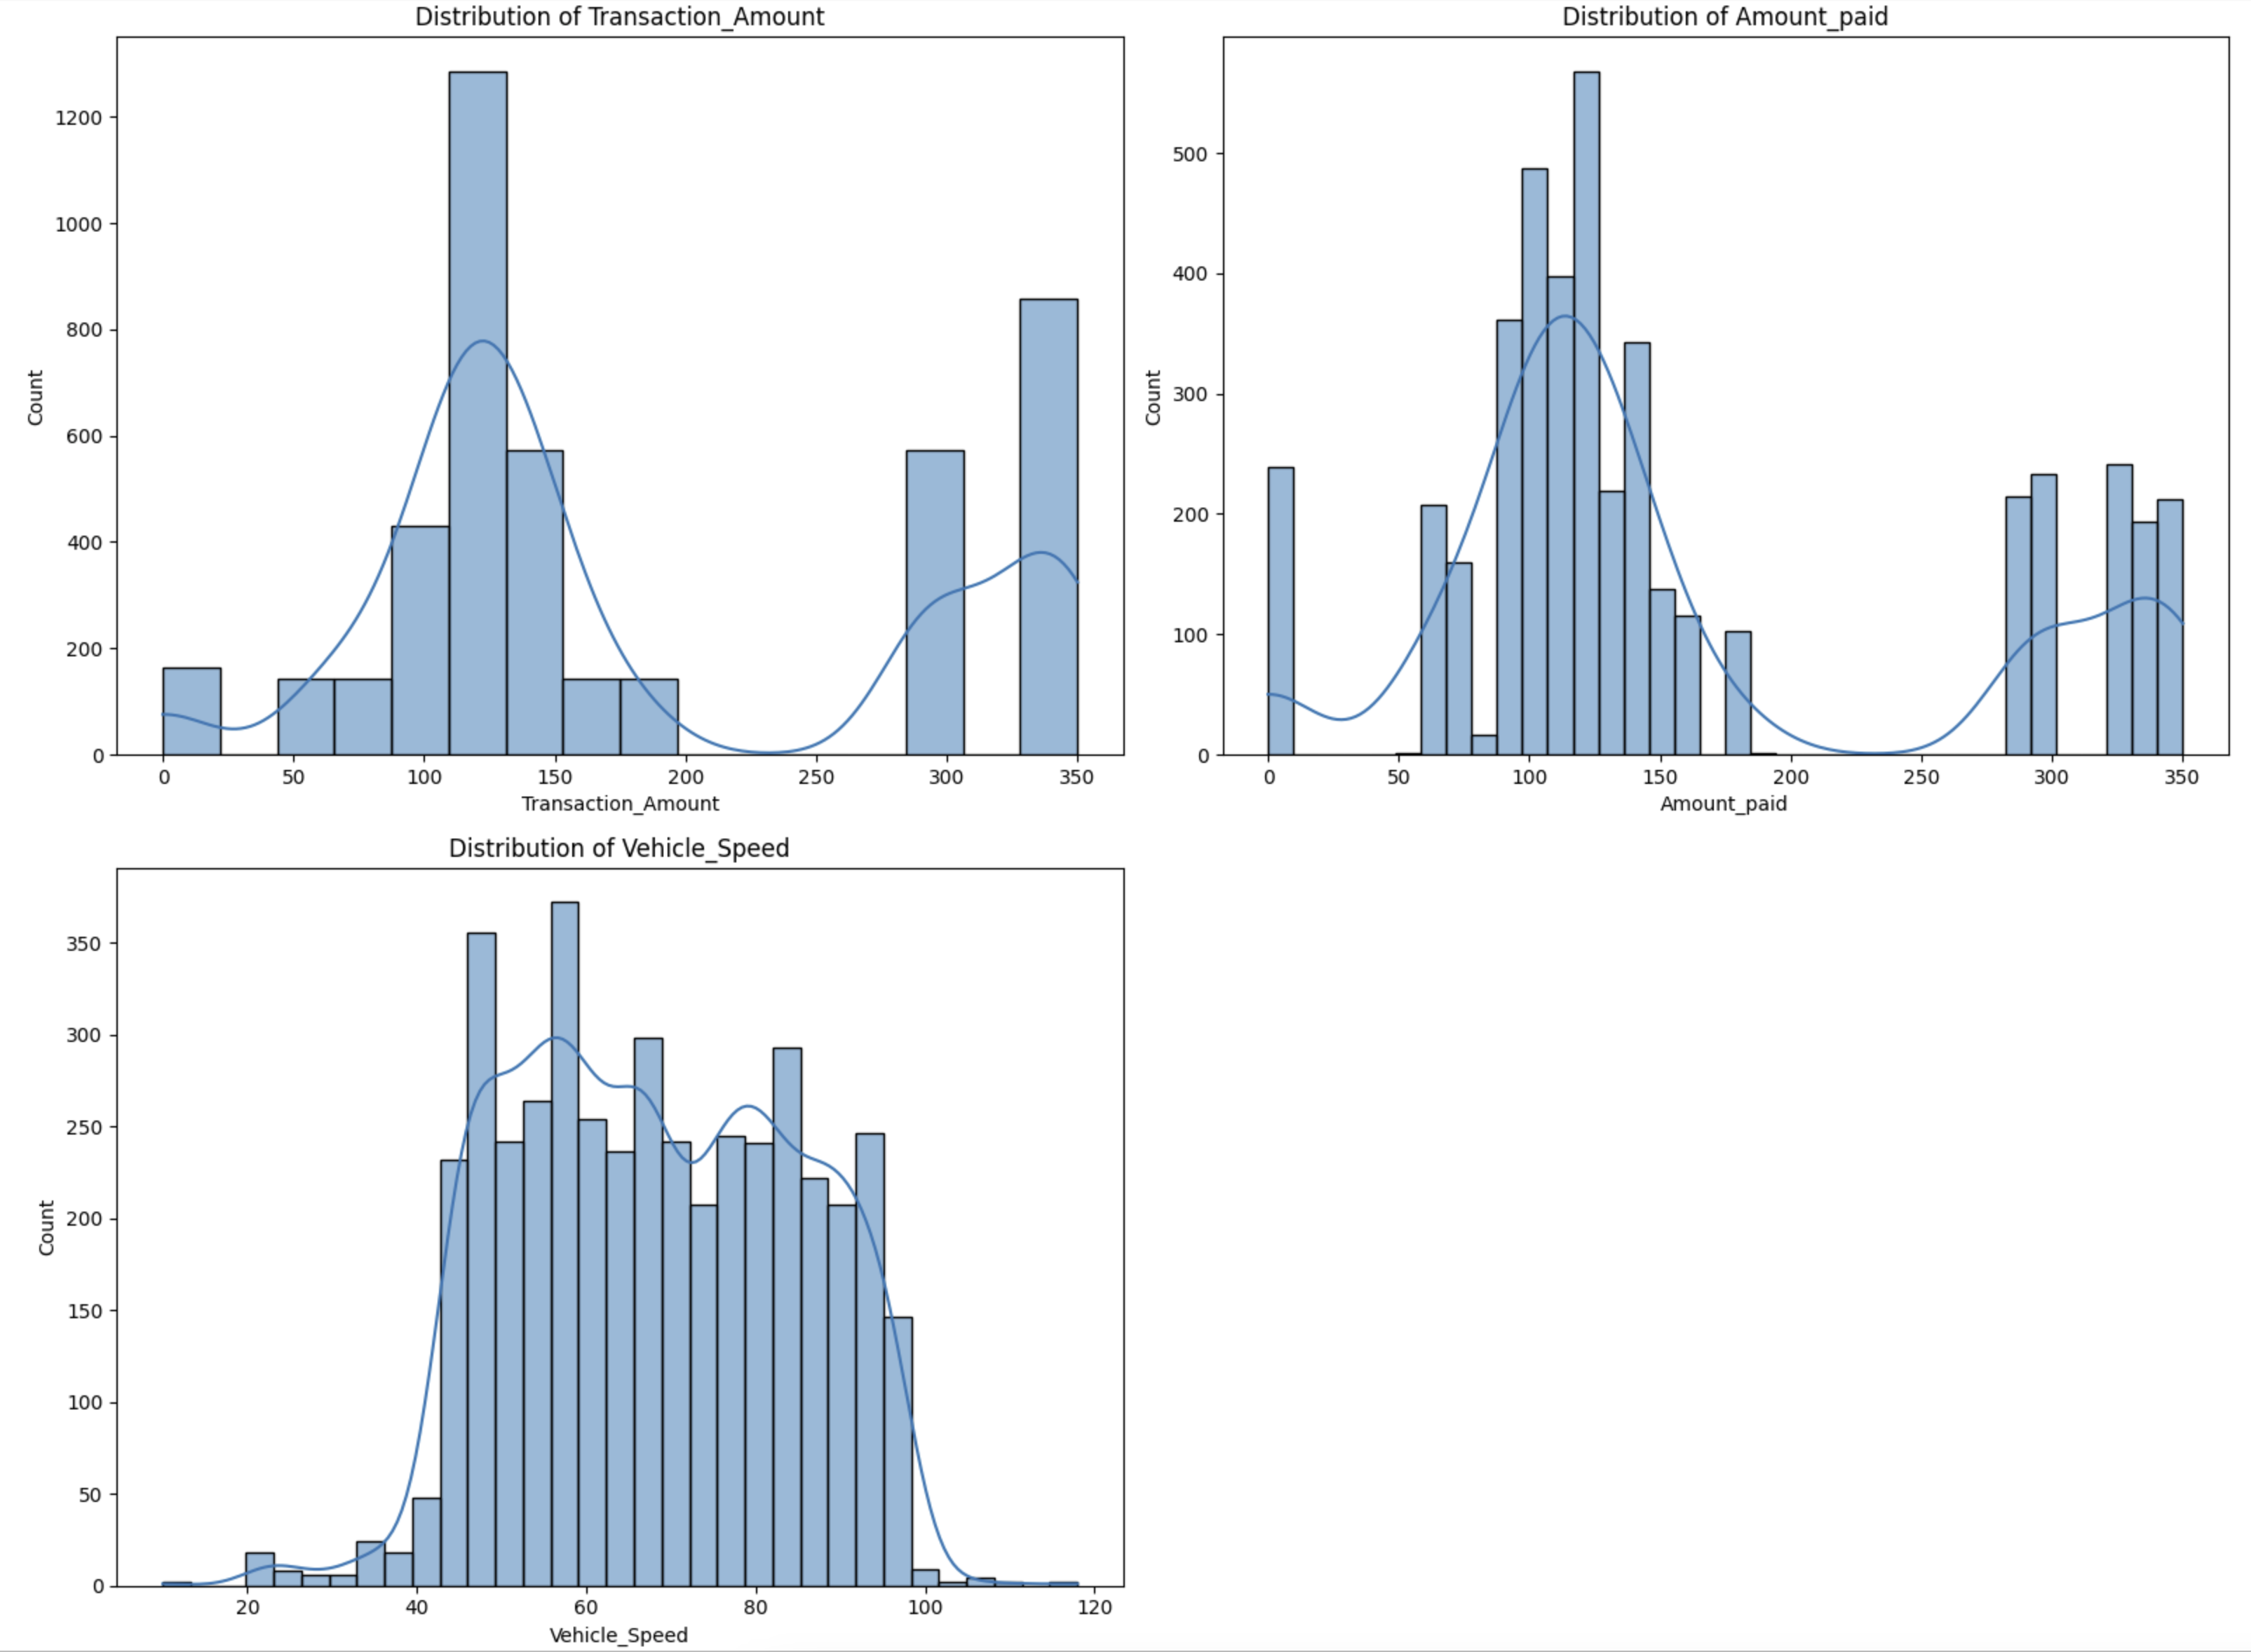 Distribution of Transaction_Amount
1200
1000
800
600
400
200
0
Count
0 50 100 150 200 250 300 350
Transaction_Amount
Distribution of Amount_paid
500
400
300
200
100
0
Count
0 50 100 150 200 250 300 350
Amount_paid
Distribution of Vehicle_Speed
350
300
250
200
150
100
50
0
Count
20 40 60 80 100 120
Vehicle_Speed